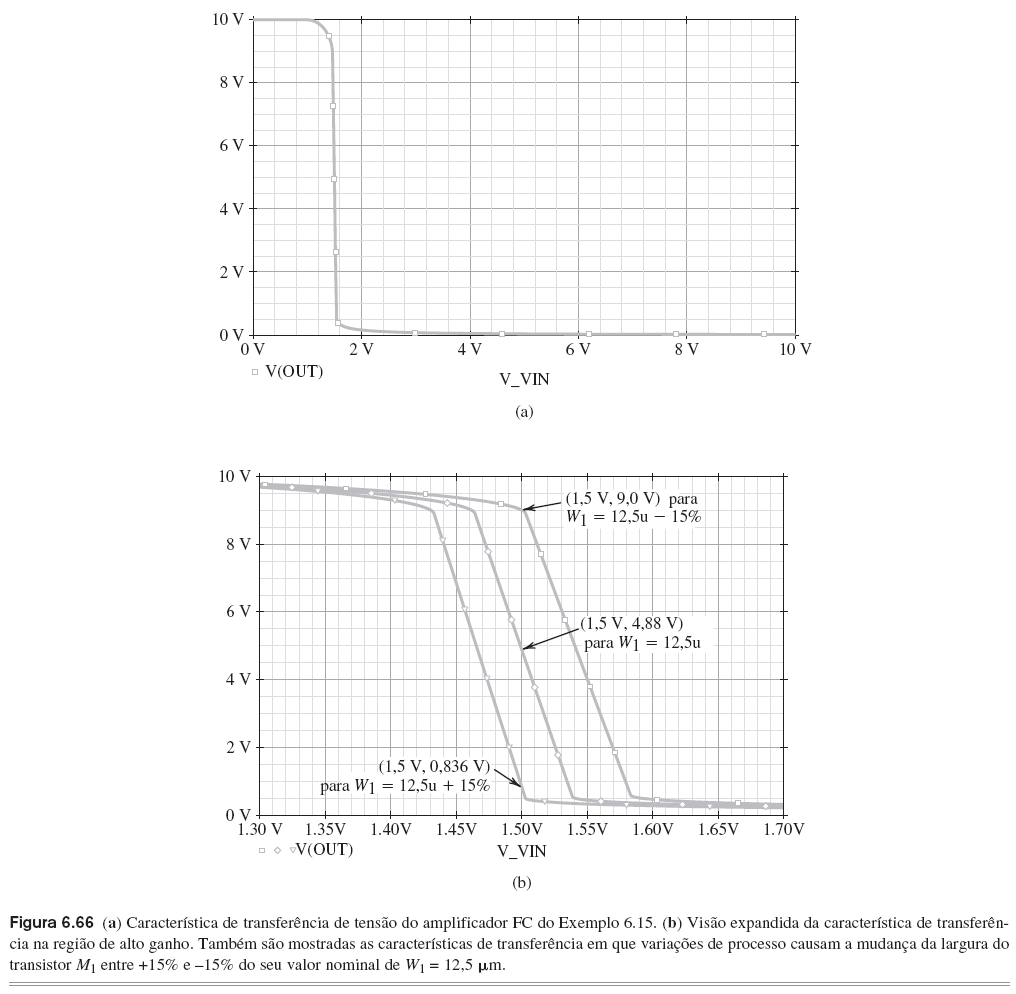 10 V
8 V
6 V
4 V
2 V
0 V
0 V 2 V 4 V 6 V 8 V 10 V
V(OUT)
V_VIN
(a)
10 V
8 V
6 V
4 V
2 V
0 V
(1,5 V, 9,0 V) para
W1 = 12,5u − 15%
(1,5 V, 4,88 V)
para W1 = 12,5u
(1,5 V, 0,836 V)
para W1 = 12,5u + 15%
1.30 V 1.35V 1.40V 1.45V 1.50V 1.55V 1.60V 1.65V 1.70V
V(OUT)
V_VIN
(b)
Figura 6.66 (a) Característica de transferência de tensão do amplificador FC do Exemplo 6.15. (b) Visão expandida da característica de transferên-
cia na região de alto ganho. Também são mostradas as características de transferência em que variações de processo causam a mudança da largura do
transistor M1 entre +15% e –15% do seu valor nominal de W1 = 12,5 μm.